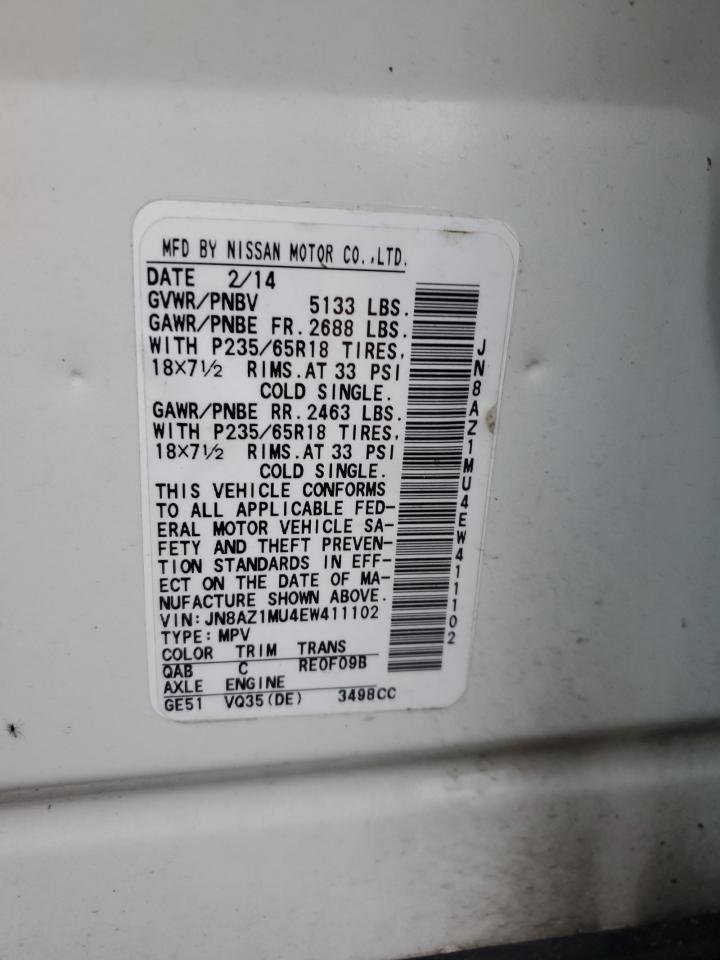 MFD BY NISSAN MOTOR CO.,LTD.
DATE 2/14
GVWR/PNBV 5133 LBS.
GAWR/PNBE FR.2688 LBS.
WITH P235/65R18 TIRES,
18×7½ RIMS.AT 33 PSI
COLD SINGLE.
GAWR/PNBE RR.2463 LBS.
WITH P235/65R18 TIRES,
18×7½ RIMS.AT 33 PSI
COLD SINGLE.
THIS VEHICLE CONFORMS
TO ALL APPLICABLE FED-
ERAL MOTOR VEHICLE SA-
FETY AND THEFT PREVEN-
TION STANDARDS IN EFF-
ECT ON THE DATE OF MA-
NUFACTURE SHOWN ABOVE.
VIN:JN8AZ1MU4EW411102
TYPE:MPV
COLOR TRIM TRANS
QAB C RE0F09B
AXLE ENGINE
GE51 VQ35(DE) 3498CC
JN8AZ1MU4EW411102